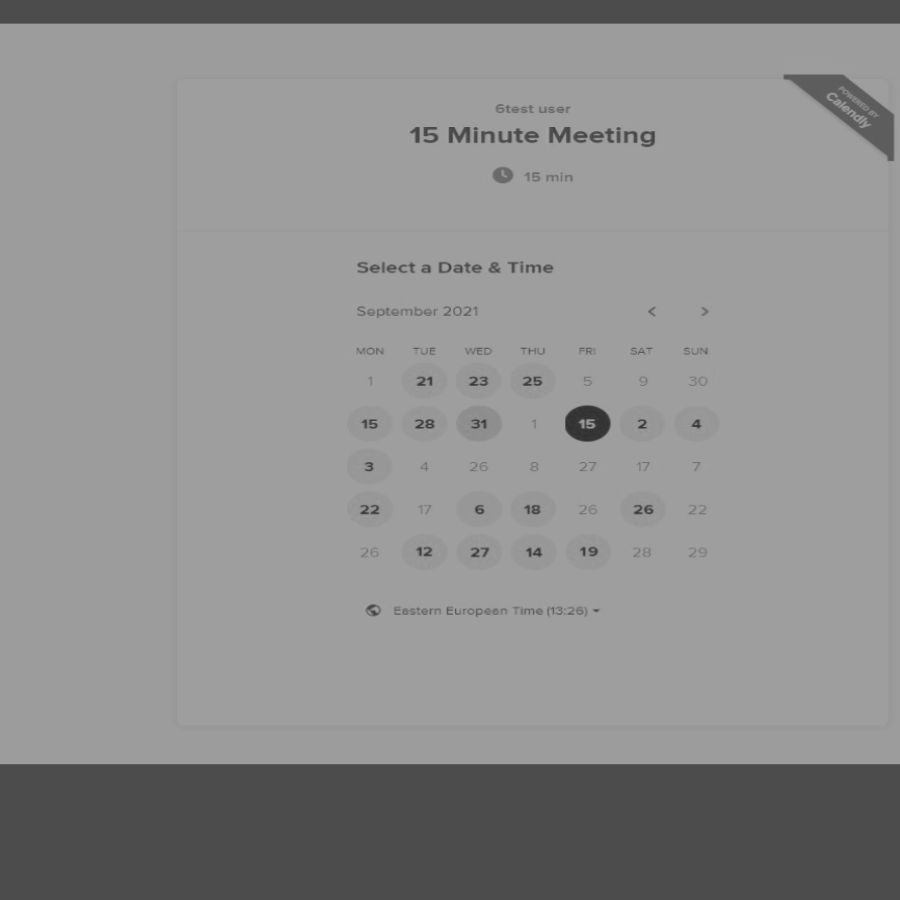 POWERED BY
Calendly
6test user
15 Minute Meeting
15 min
Select a Date & Time
September 2021 < >
MON TUE WED THU FRI SAT SUN
1 21 23 25 5 9 30
15 28 31 1 15 2 4
3 4 26 8 27 17 7
22 17 6 18 26 26 22
26 12 27 14 19 28 29
Eastern European Time (13:26)